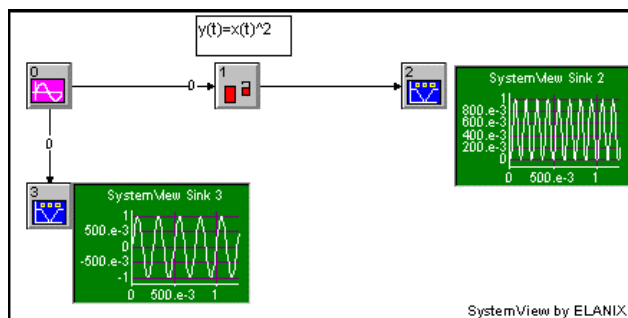 y(t)=x(t)^2
0
1
a
2
0
SystemView Sink 2
1
800.e-3
600.e-3
400.e-3
200.e-3
0
0 500.e-3 1
0
3
SystemView Sink 3
1
500.e-3
0
-500.e-3
-1
0 500.e-3 1
SystemView by ELANIX